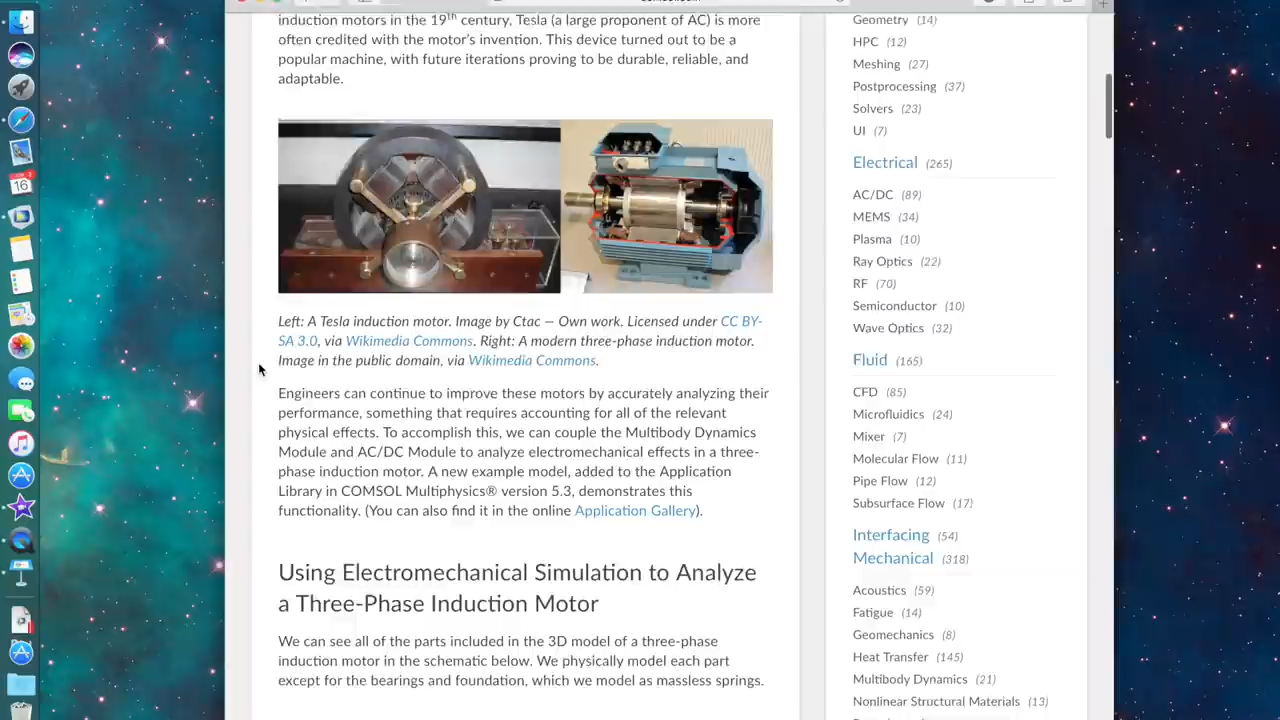 induction motors in the 19th century, Tesla (a large proponent of AC) is more
often credited with the motor's invention. This device turned out to be a
popular machine, with future iterations proving to be durable, reliable, and
adaptable.
Left: A Tesla induction motor. Image by Ctac — Own work. Licensed under CC BY-
SA 3.0, via Wikimedia Commons. Right: A modern three-phase induction motor.
Image in the public domain, via Wikimedia Commons.
Engineers can continue to improve these motors by accurately analyzing their
performance, something that requires accounting for all of the relevant
physical effects. To accomplish this, we can couple the Multibody Dynamics
Module and AC/DC Module to analyze electromechanical effects in a three-
phase induction motor. A new example model, added to the Application
Library in COMSOL Multiphysics® version 5.3, demonstrates this
functionality. (You can also find it in the online Application Gallery).
Using Electromechanical Simulation to Analyze
a Three-Phase Induction Motor
We can see all of the parts included in the 3D model of a three-phase
induction motor in the schematic below. We physically model each part
except for the bearings and foundation, which we model as massless springs.
Geometry (14)
HPC (12)
Meshing (27)
Postprocessing (37)
Solvers (23)
UI (7)
Electrical (265)
AC/DC (89)
MEMS (34)
Plasma (10)
Ray Optics (22)
RF (70)
Semiconductor (10)
Wave Optics (32)
Fluid (165)
CFD (85)
Microfluidics (24)
Mixer (7)
Molecular Flow (11)
Pipe Flow (12)
Subsurface Flow (17)
Interfacing (54)
Mechanical (318)
Acoustics (59)
Fatigue (14)
Geomechanics (8)
Heat Transfer (145)
Multibody Dynamics (21)
Nonlinear Structural Materials (13)
16